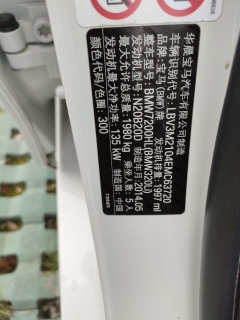 华晨宝马汽车有限公司制造
车辆识别代号: LBV3M2104EMC63720
品牌: 宝马(BMW)牌
整车型号: BMW7200HL(BMW320Li)
发动机型号: N20B20D 发动机排量: 1997 ml
最大允许总质量: 1980 kg 制造年月: 2014.05
发动机最大净功率: 135 kW 乘坐人数: 5
颜色代码/色圈: 300 制造国: 中国